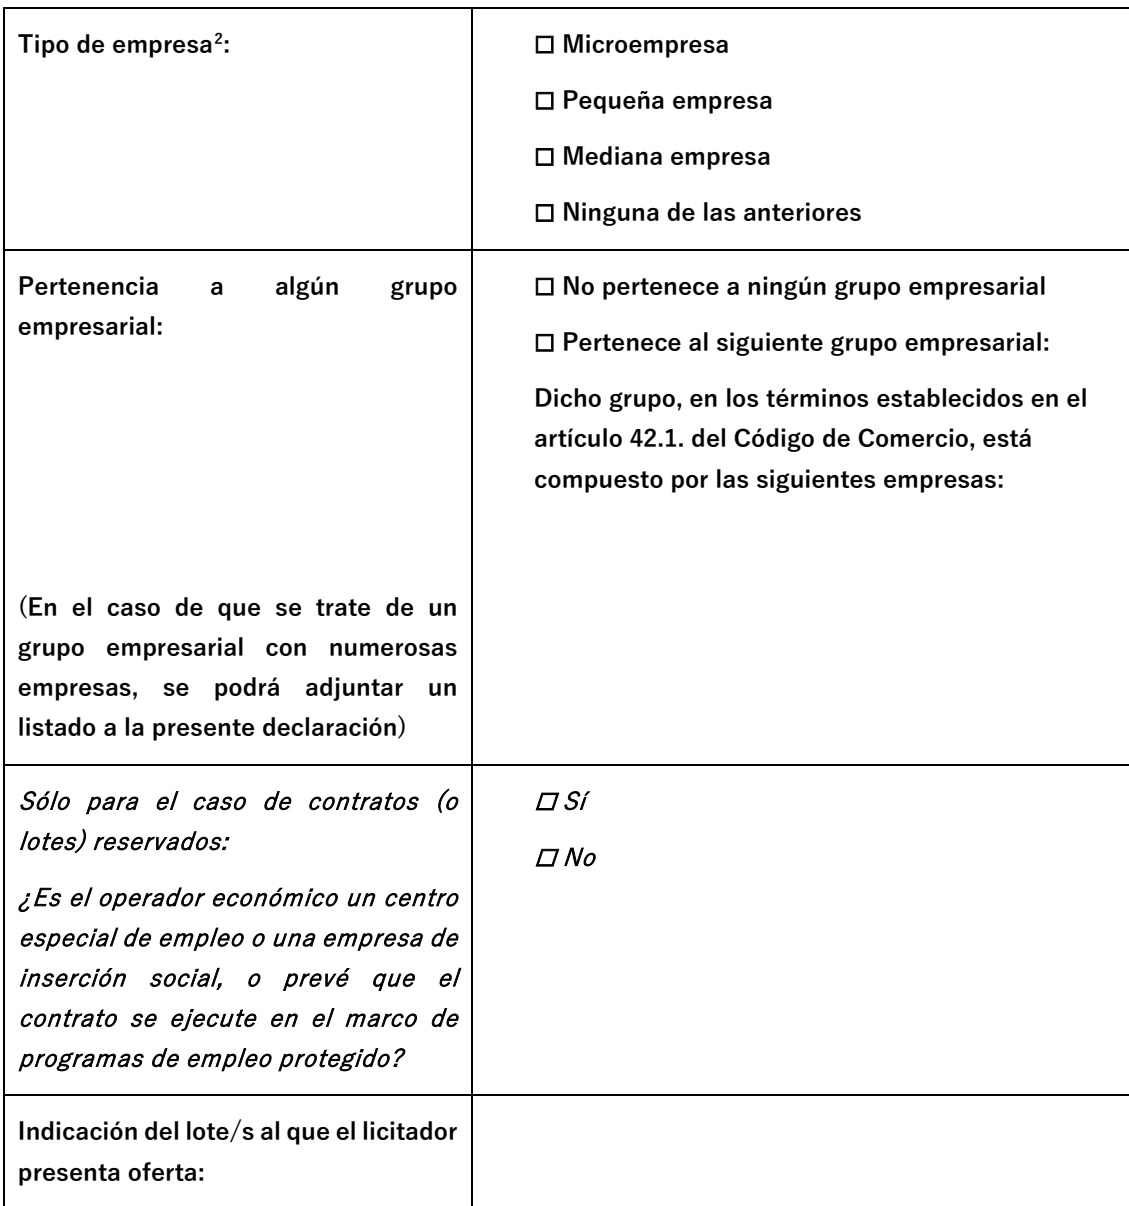 Tipo de empresa²:
☐ Microempresa
☐ Pequeña empresa
☐ Mediana empresa
☐ Ninguna de las anteriores
Pertenencia a algún grupo
empresarial:
(En el caso de que se trate de un
grupo empresarial con numerosas
empresas, se podrá adjuntar un
listado a la presente declaración)
☐ No pertenece a ningún grupo empresarial
☐ Pertenece al siguiente grupo empresarial:
Dicho grupo, en los términos establecidos en el
artículo 42.1. del Código de Comercio, está
compuesto por las siguientes empresas:
Sólo para el caso de contratos (o
lotes) reservados:
¿Es el operador económico un centro
especial de empleo o una empresa de
inserción social, o prevé que el
contrato se ejecute en el marco de
programas de empleo protegido?
☐ Sí
☐ No
Indicación del lote/s al que el licitador
presenta oferta: